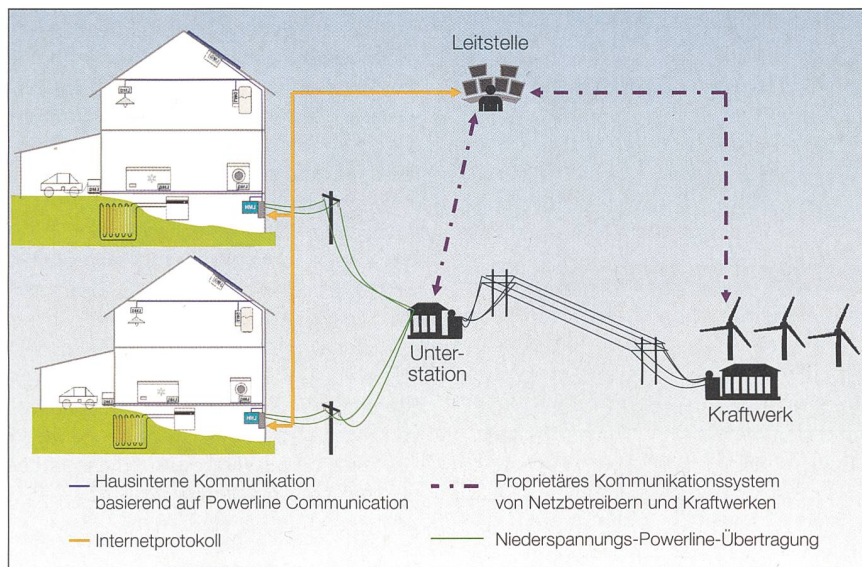 Leitstelle
Unter-
station
Kraftwerk
Hausinterne Kommunikation
basierend auf Powerline Communication
Internetprotokoll
Proprietäres Kommunikationssystem
von Netzbetreibern und Kraftwerken
Niederspannungs-Powerline-Übertragung